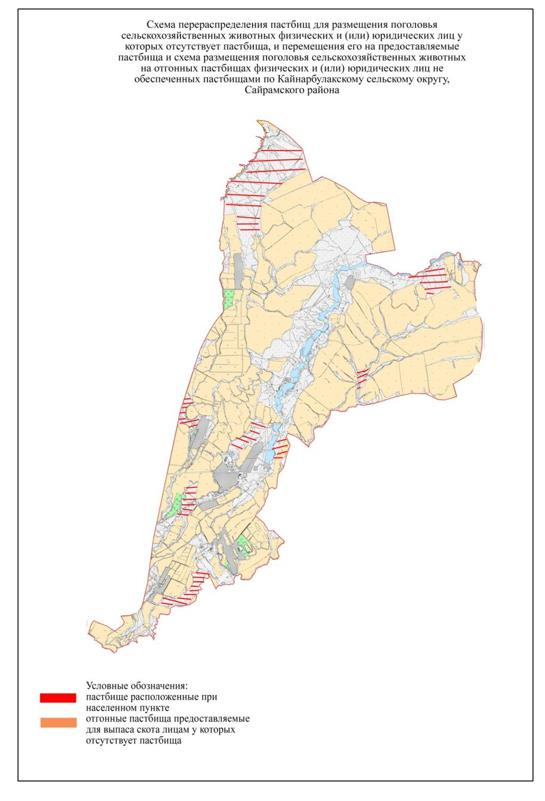 Схема перераспределения пастбищ для размещения поголовья
сельскохозяйственных животных физических и (или) юридических лиц у
которых отсутствует пастбища, и перемещения его на предоставляемые
пастбища и схема размещения поголовья сельскохозяйственных животных
на отгонных пастбищах физических и (или) юридических лиц не
обеспеченных пастбищами по Кайнарбулакскому сельскому округу,
Сайрамского района
Условные обозначения:
пастбище расположенные при
населенном пункте
отгонные пастбища предоставляемые
для выпаса скота лицам у которых
отсутствует пастбища